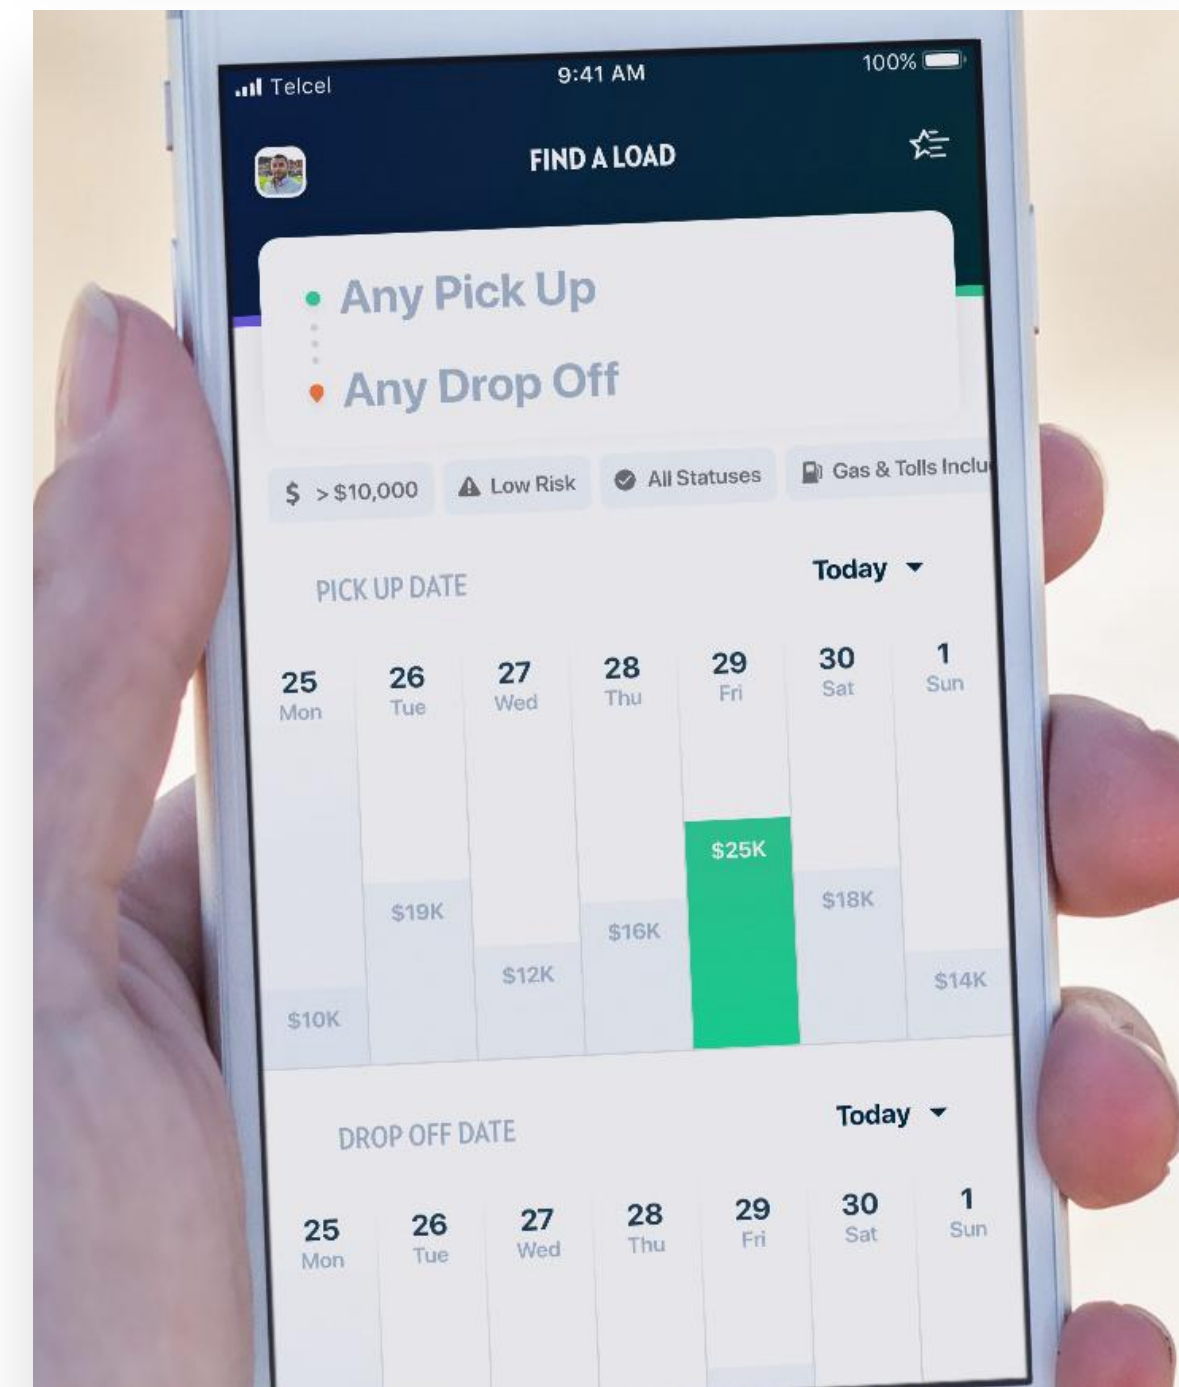 Telcel 9:41 AM 100%
FIND A LOAD
Any Pick Up
Any Drop Off
$ > $10,000 Low Risk All Statuses Gas & Tolls Inclu
PICK UP DATE Today
25 26 27 28 29 30 1
Mon Tue Wed Thu Fri Sat Sun
$25K
$19K $18K
$16K
$12K $14K
$10K
DROP OFF DATE Today
25 26 27 28 29 30 1
Mon Tue Wed Thu Fri Sat Sun